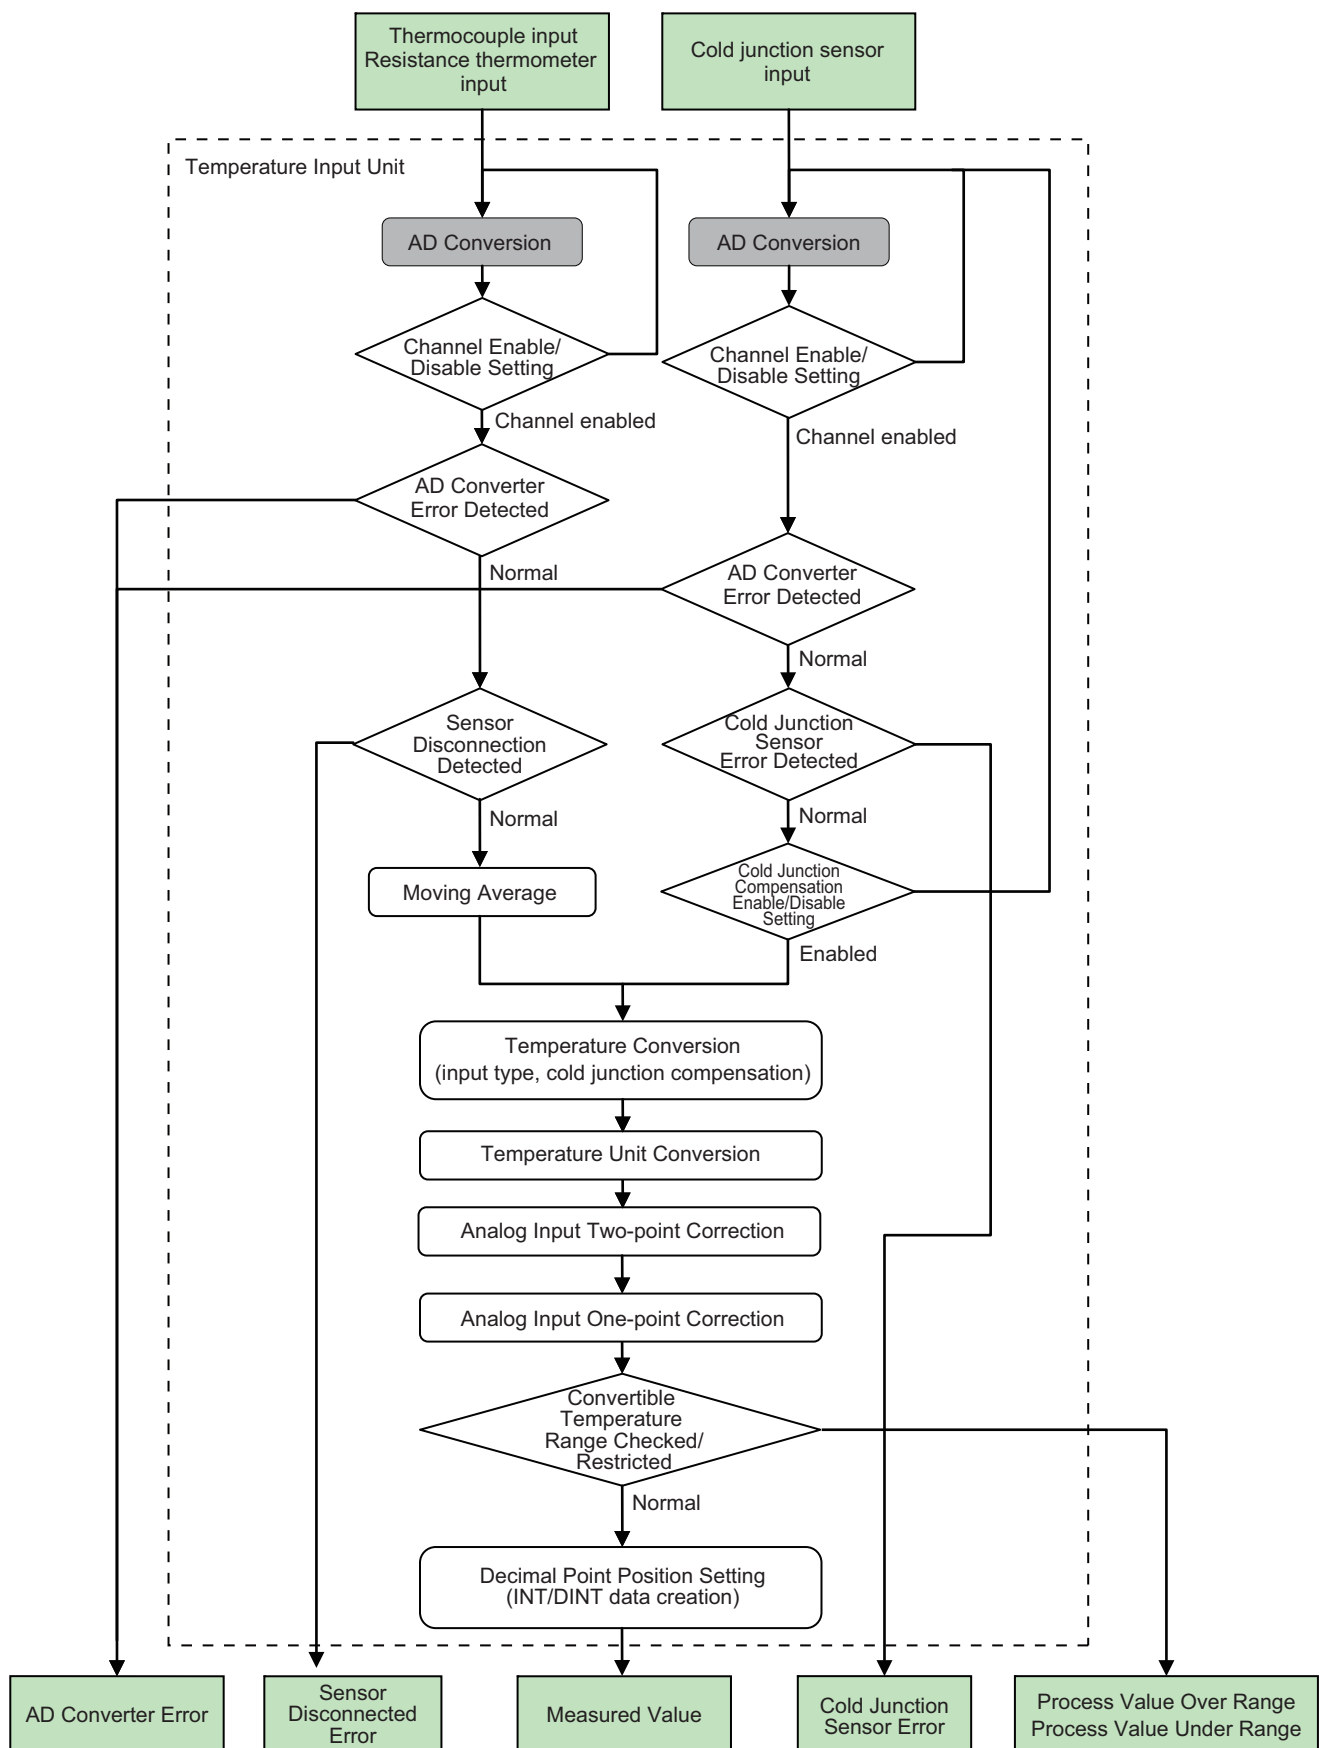 Thermocouple input
Resistance thermometer
input
Cold junction sensor
input
Temperature Input Unit
AD Conversion
AD Conversion
Channel Enable/
Disable Setting
Channel Enable/
Disable Setting
Channel enabled
Channel enabled
AD Converter
Error Detected
Normal
AD Converter
Error Detected
Normal
Sensor
Disconnection
Detected
Cold Junction
Sensor
Error Detected
Normal
Normal
Moving Average
Cold Junction
Compensation
Enable/Disable
Setting
Enabled
Temperature Conversion
(input type, cold junction compensation)
Temperature Unit Conversion
Analog Input Two-point Correction
Analog Input One-point Correction
Convertible
Temperature
Range Checked/
Restricted
Normal
Decimal Point Position Setting
(INT/DINT data creation)
AD Converter Error
Sensor
Disconnected
Error
Measured Value
Cold Junction
Sensor Error
Process Value Over Range
Process Value Under Range